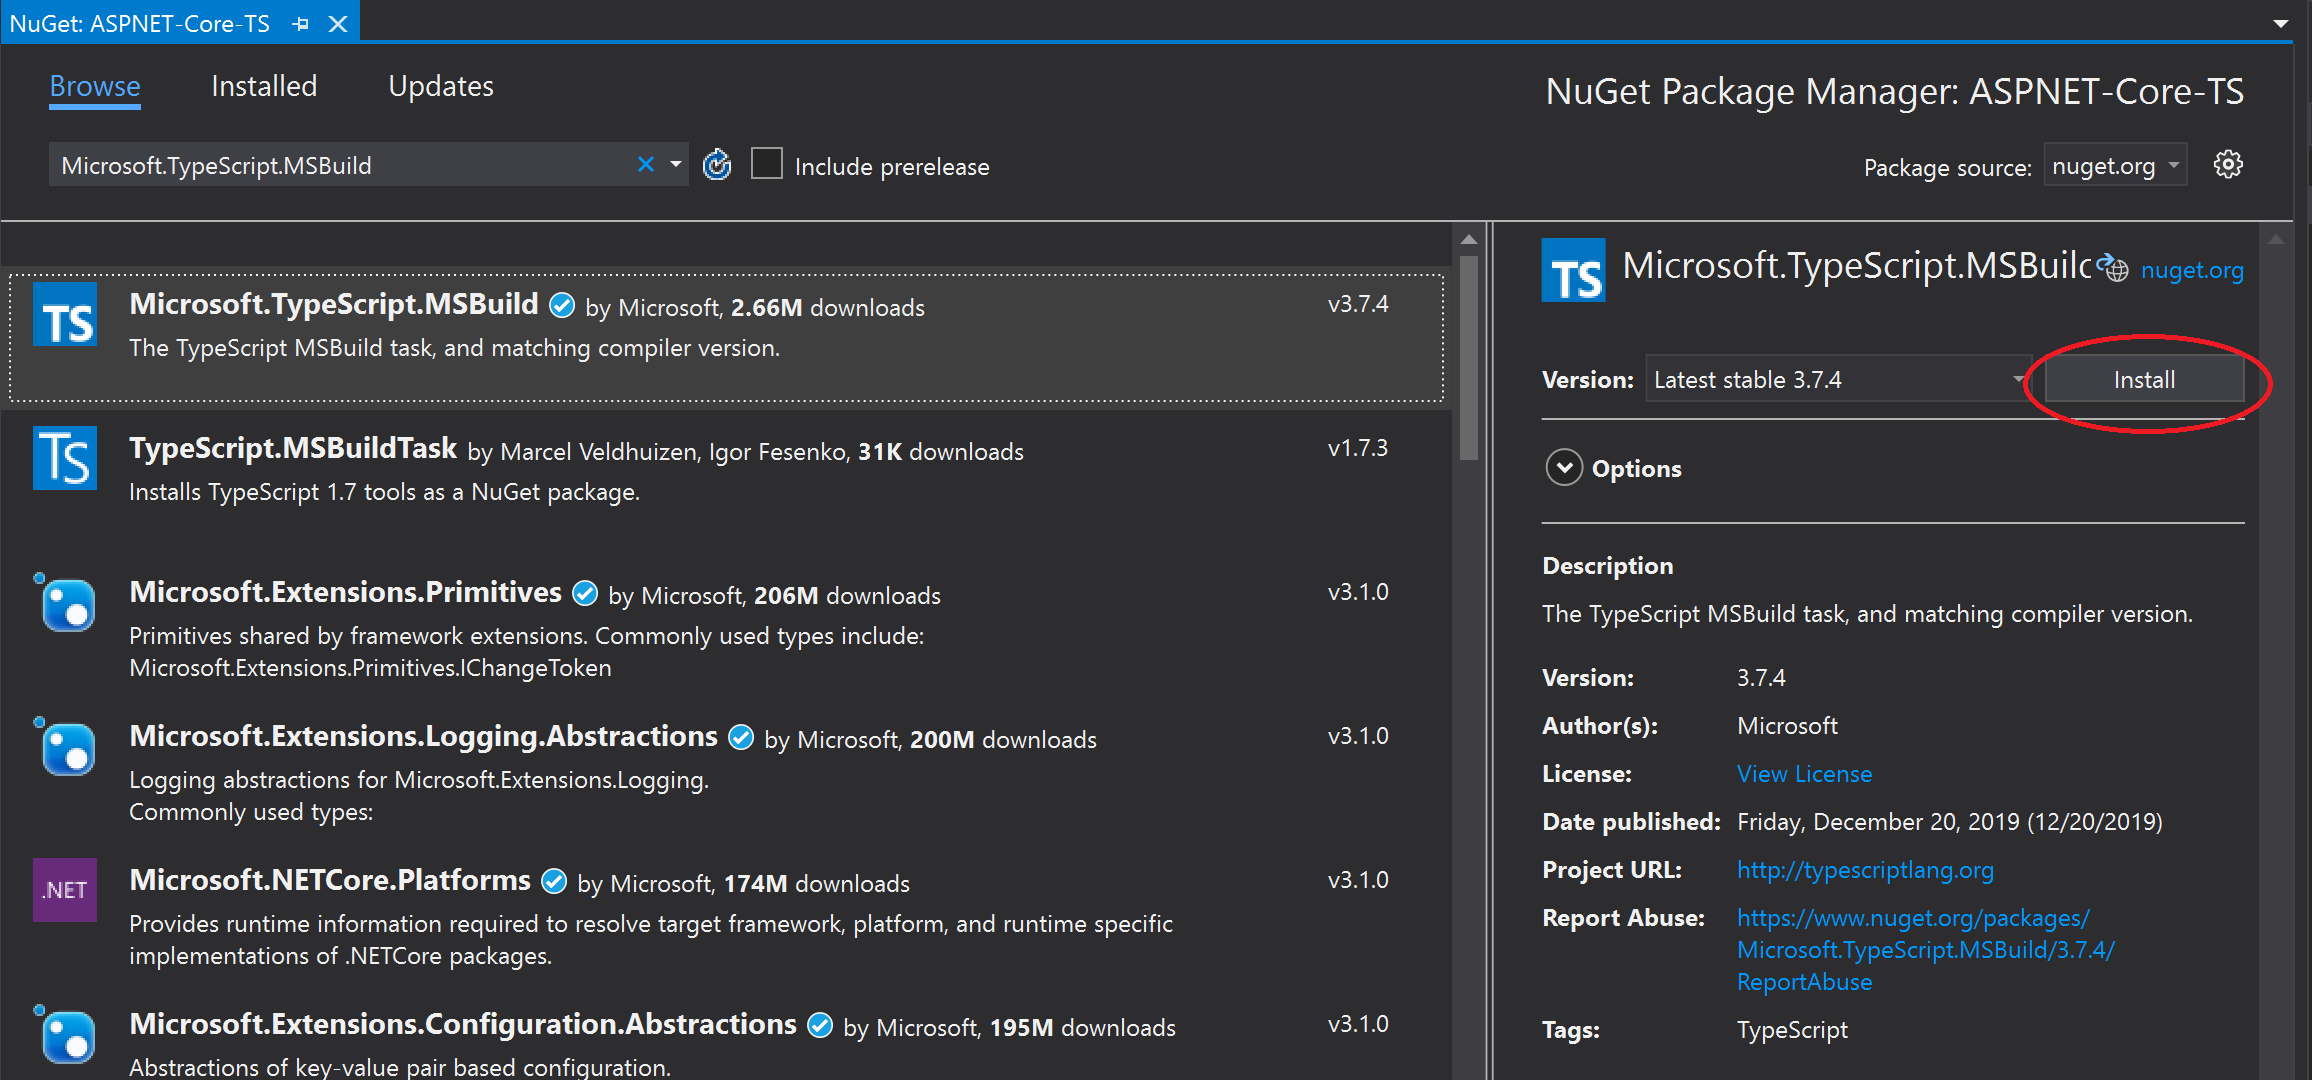 NuGet: ASPNET-Core-TS
Browse Installed Updates
NuGet Package Manager: ASPNET-Core-TS
Microsoft.TypeScript.MSBuild
Include prerelease
Package source: nuget.org
TS
Microsoft.TypeScript.MSBuild by Microsoft, 2.66M downloads v3.7.4
The TypeScript MSBuild task, and matching compiler version.
TS
TypeScript.MSBuildTask by Marcel Veldhuizen, Igor Fesenko, 31K downloads v1.7.3
Installs TypeScript 1.7 tools as a NuGet package.
Microsoft.Extensions.Primitives by Microsoft, 206M downloads v3.1.0
Primitives shared by framework extensions. Commonly used types include:
Microsoft.Extensions.Primitives.IChangeToken
Microsoft.Extensions.Logging.Abstractions by Microsoft, 200M downloads v3.1.0
Logging abstractions for Microsoft.Extensions.Logging.
Commonly used types:
.NET
Microsoft.NETCore.Platforms by Microsoft, 174M downloads v3.1.0
Provides runtime information required to resolve target framework, platform, and runtime specific
implementations of .NETCore packages.
Microsoft.Extensions.Configuration.Abstractions by Microsoft, 195M downloads v3.1.0
Abstractions of key-value pair based configuration.
TS
Microsoft.TypeScript.MSBuilc nuget.org
Version: Latest stable 3.7.4 Install
Options
Description
The TypeScript MSBuild task, and matching compiler version.
Version: 3.7.4
Author(s): Microsoft
License: View License
Date published: Friday, December 20, 2019 (12/20/2019)
Project URL: http://typescriptlang.org
Report Abuse: https://www.nuget.org/packages/
Microsoft.TypeScript.MSBuild/3.7.4/
ReportAbuse
Tags: TypeScript